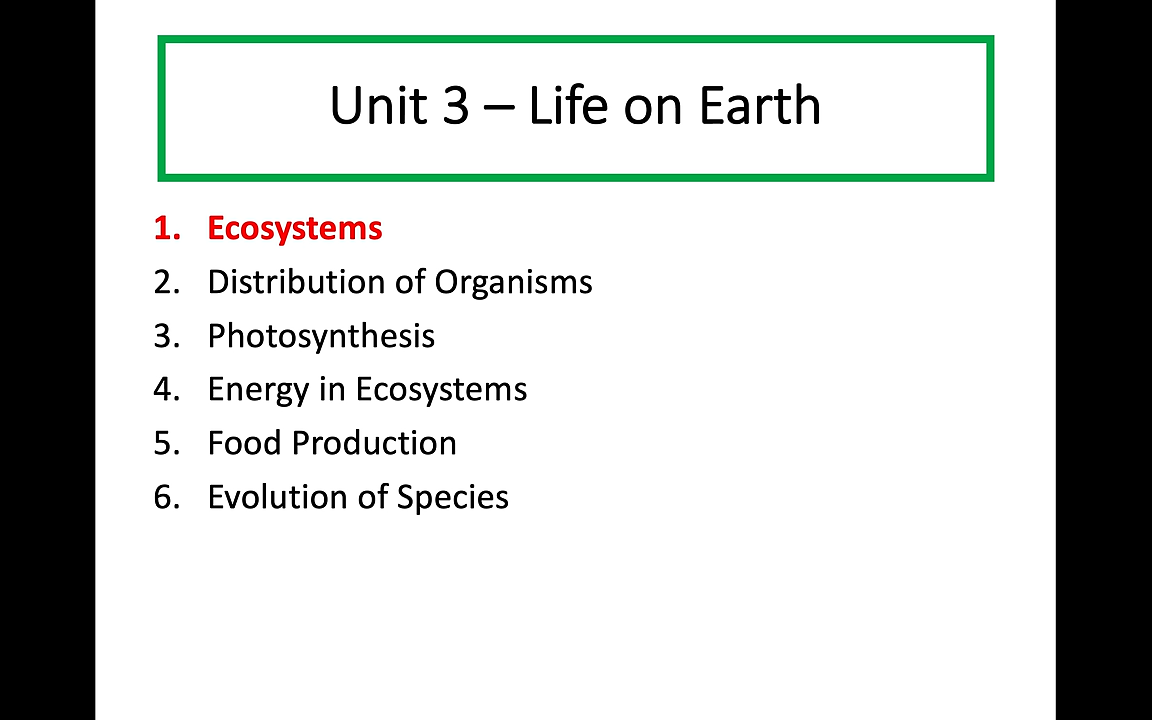 Unit 3 – Life on Earth
1. Ecosystems
2. Distribution of Organisms
3. Photosynthesis
4. Energy in Ecosystems
5. Food Production
6. Evolution of Species